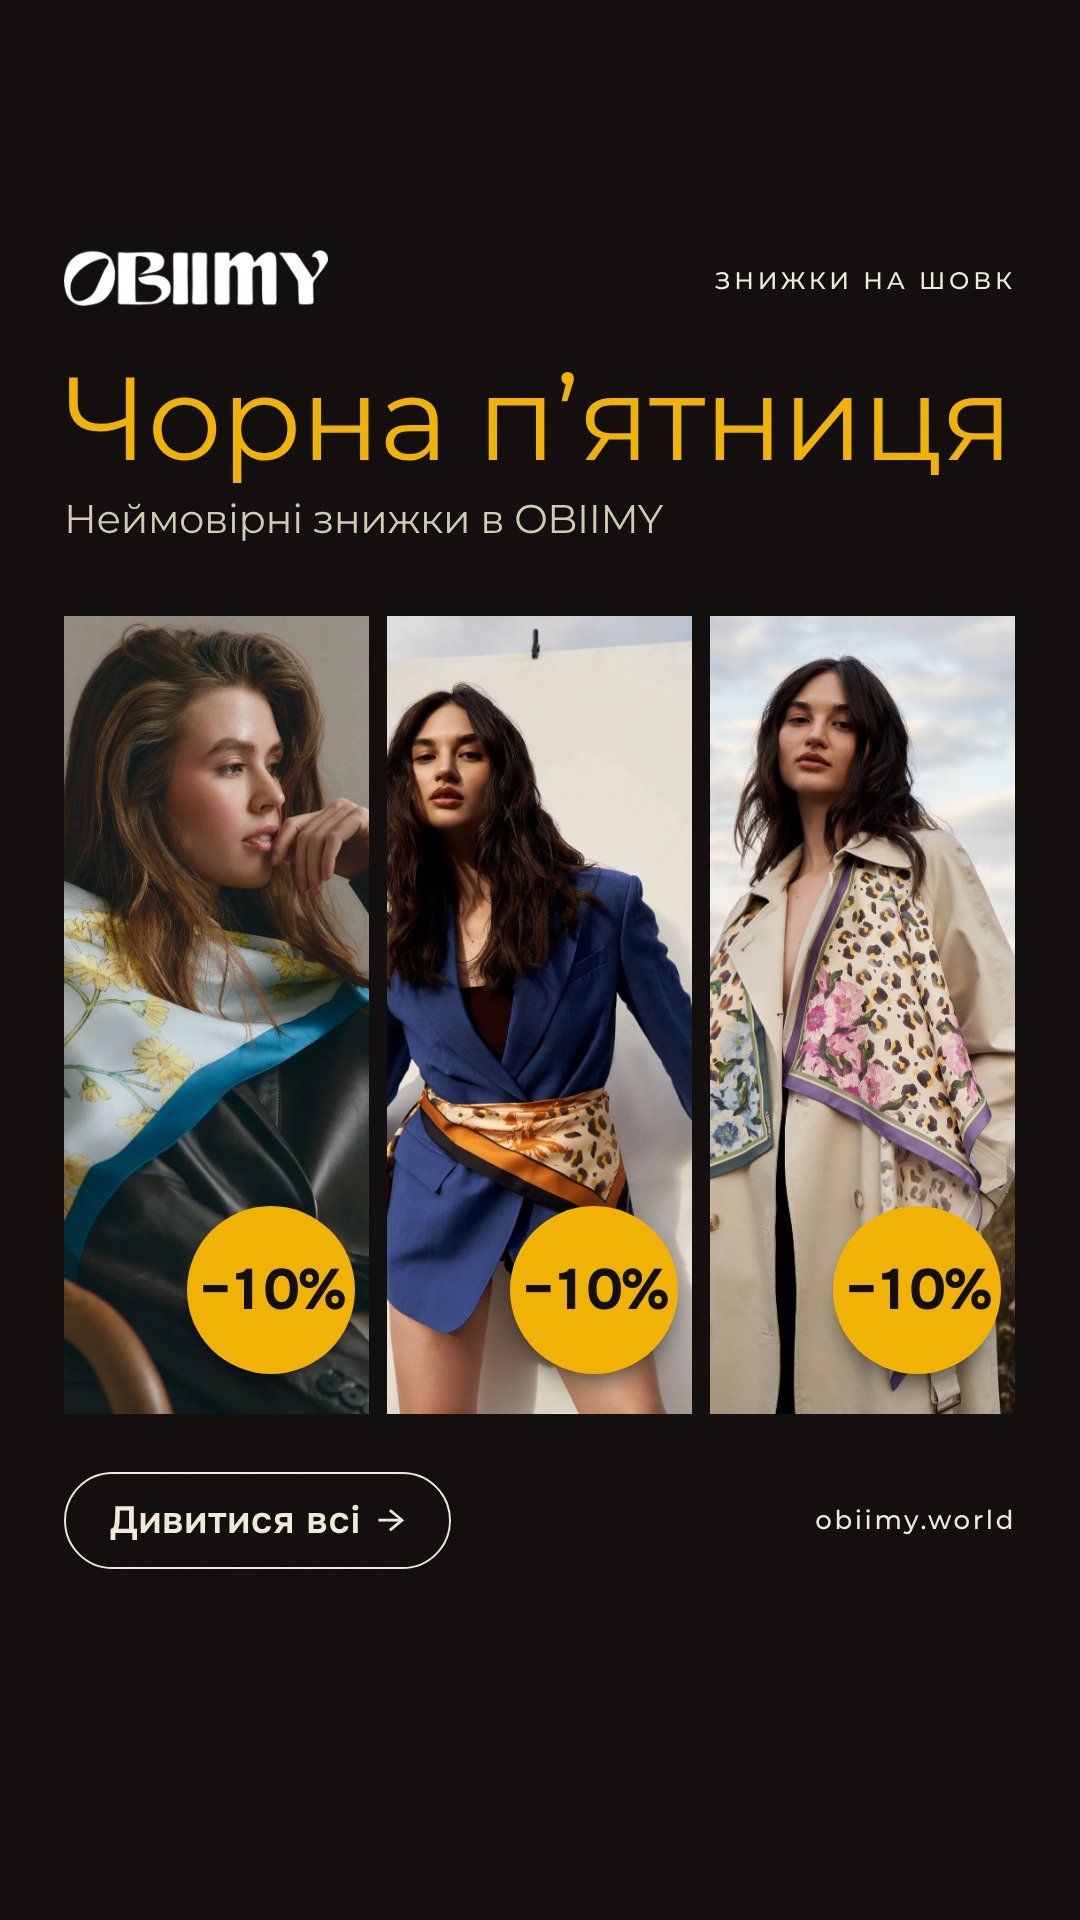 OBIIMY
ЗНИЖКИ НА ШОВК
Чорна п’ятниця
Неймовірні знижки в OBIIMY
-10%
-10%
-10%
Дивитися всі →
obiimy.world